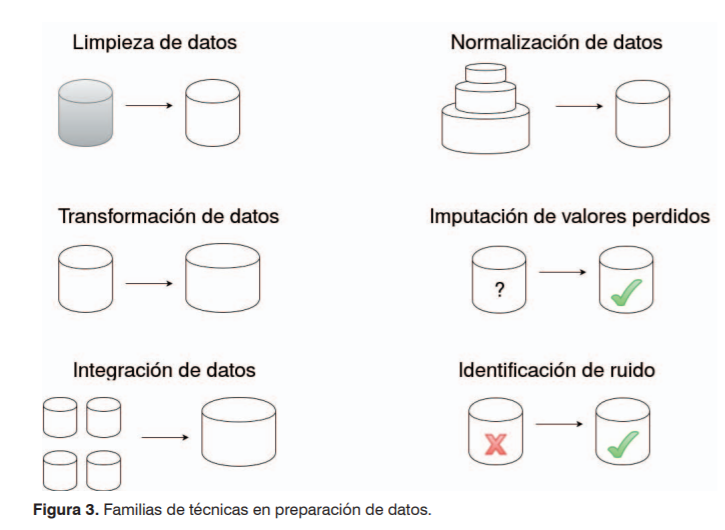 Limpieza de datos
Normalización de datos
Transformación de datos
Imputación de valores perdidos
?
Integración de datos
Identificación de ruido
Figura 3. Familias de técnicas en preparación de datos.